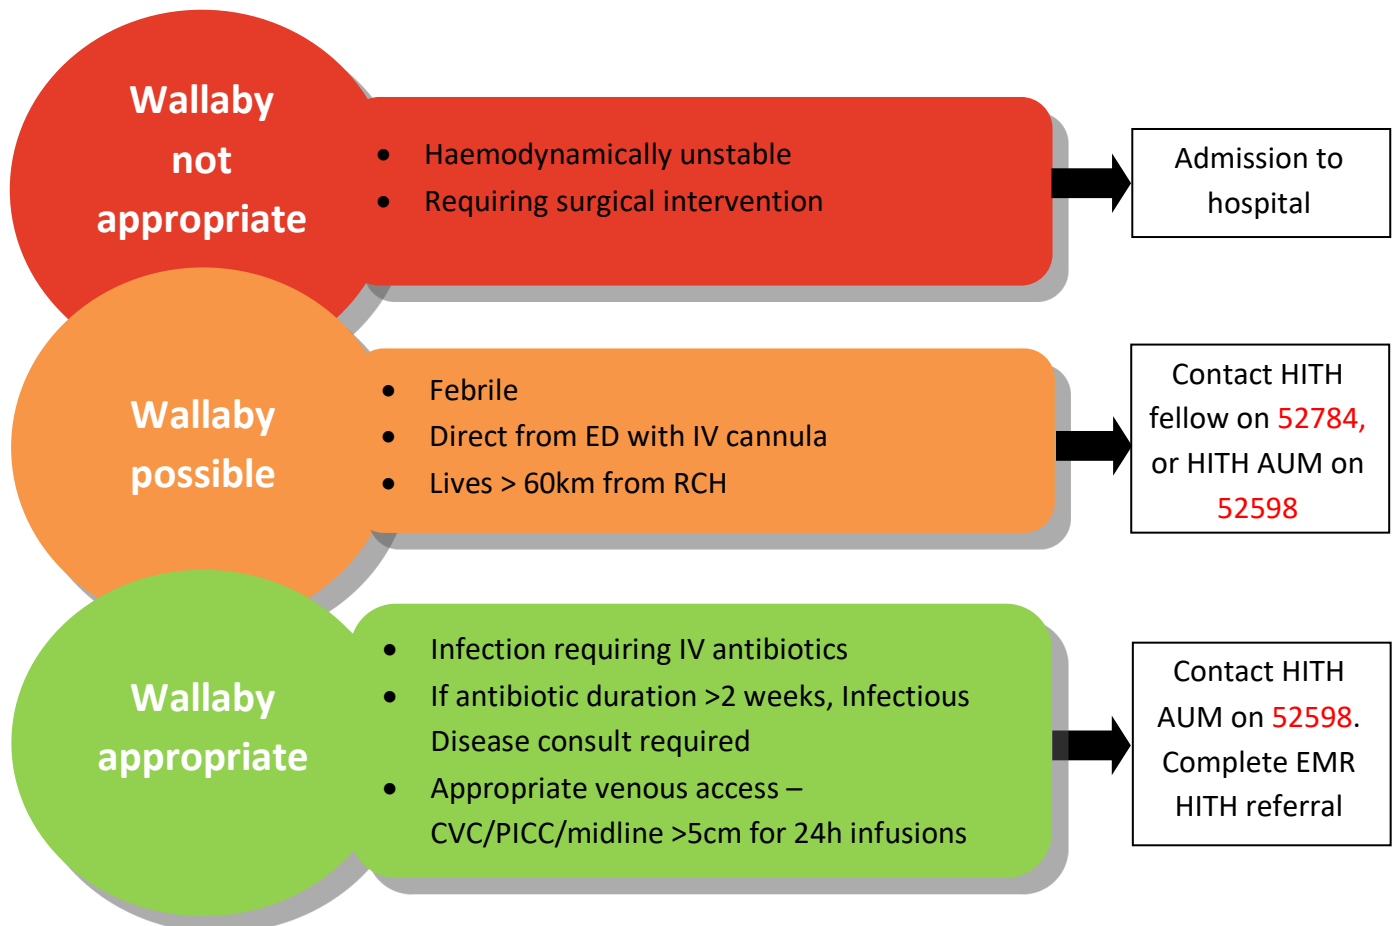 Wallaby
not
appropriate
• Haemodynamically unstable
• Requiring surgical intervention
Admission to
hospital
Wallaby
possible
• Febrile
• Direct from ED with IV cannula
• Lives > 60km from RCH
Contact HITH
fellow on 52784,
or HITH AUM on
52598
Wallaby
appropriate
• Infection requiring IV antibiotics
• If antibiotic duration >2 weeks, Infectious
Disease consult required
• Appropriate venous access –
CVC/PICC/midline >5cm for 24h infusions
Contact HITH
AUM on 52598.
Complete EMR
HITH referral